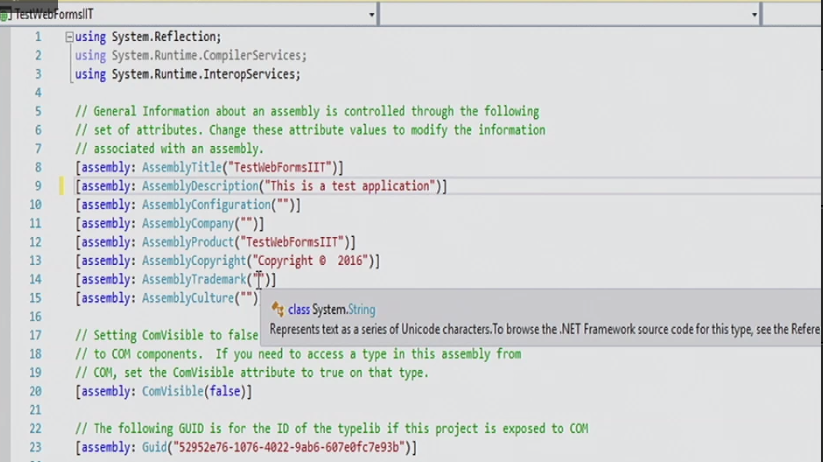 TestWebFormsIIT
1 using System.Reflection;
2 using System.Runtime.CompilerServices;
3 using System.Runtime.InteropServices;
4
5 // General Information about an assembly is controlled through the following
6 // set of attributes. Change these attribute values to modify the information
7 // associated with an assembly.
8 [assembly: AssemblyTitle("TestWebFormsIIT")]
9 [assembly: AssemblyDescription("This is a test application")]
10 [assembly: AssemblyConfiguration("")]
11 [assembly: AssemblyCompany("")]
12 [assembly: AssemblyProduct("TestWebFormsIIT")]
13 [assembly: AssemblyCopyright("Copyright ©  2016")]
14 [assembly: AssemblyTrademark("")]
15 [assembly: AssemblyCulture("")
class System.String
16
Represents text as a series of Unicode characters.To browse the .NET Framework source code for this type, see the Refere
17 // Setting ComVisible to false
18 // to COM components.  If you need to access a type in this assembly from
19 // COM, set the ComVisible attribute to true on that type.
20 [assembly: ComVisible(false)]
21
22 // The following GUID is for the ID of the typelib if this project is exposed to COM
23 [assembly: Guid("52952e76-1076-4022-9ab6-607e0fc7e93b")]